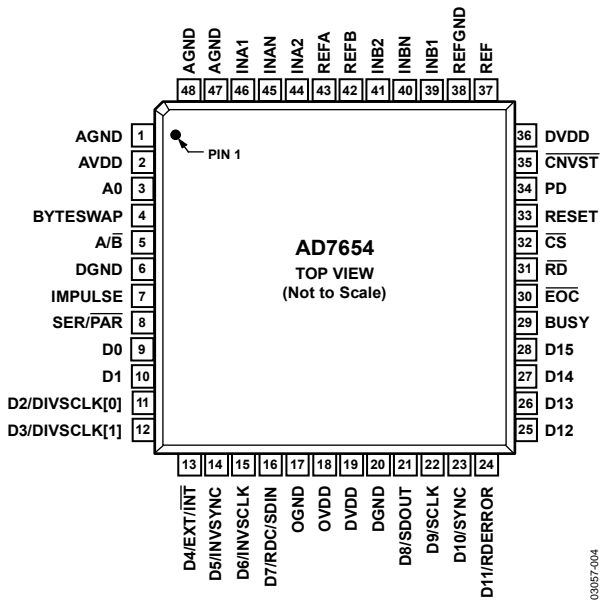 AGND
AGND
INA1
INAN
INA2
REFA
REFB
INB2
INBN
INB1
REFGND
REF
48
47
46
45
44
43
42
41
40
39
38
37
AGND 1
AVDD 2
A0 3
BYTESWAP 4
A/B̅ 5
DGND 6
IMPULSE 7
SER/P̅A̅R̅ 8
D0 9
D1 10
D2/DIVSCLK[0] 11
D3/DIVSCLK[1] 12
PIN 1
AD7654
TOP VIEW
(Not to Scale)
36 DVDD
35 C̅N̅V̅S̅T̅
34 PD
33 RESET
32 C̅S̅
31 R̅D̅
30 E̅O̅C̅
29 BUSY
28 D15
27 D14
26 D13
25 D12
13
14
15
16
17
18
19
20
21
22
23
24
D4/EXT/I̅N̅T̅
D5/INVSYNC
D6/INVSCLK
D7/RDC/SDIN
OGND
OVDD
DVDD
DGND
D8/SDOUT
D9/SCLK
D10/SYNC
D11/RDERROR
03057-004